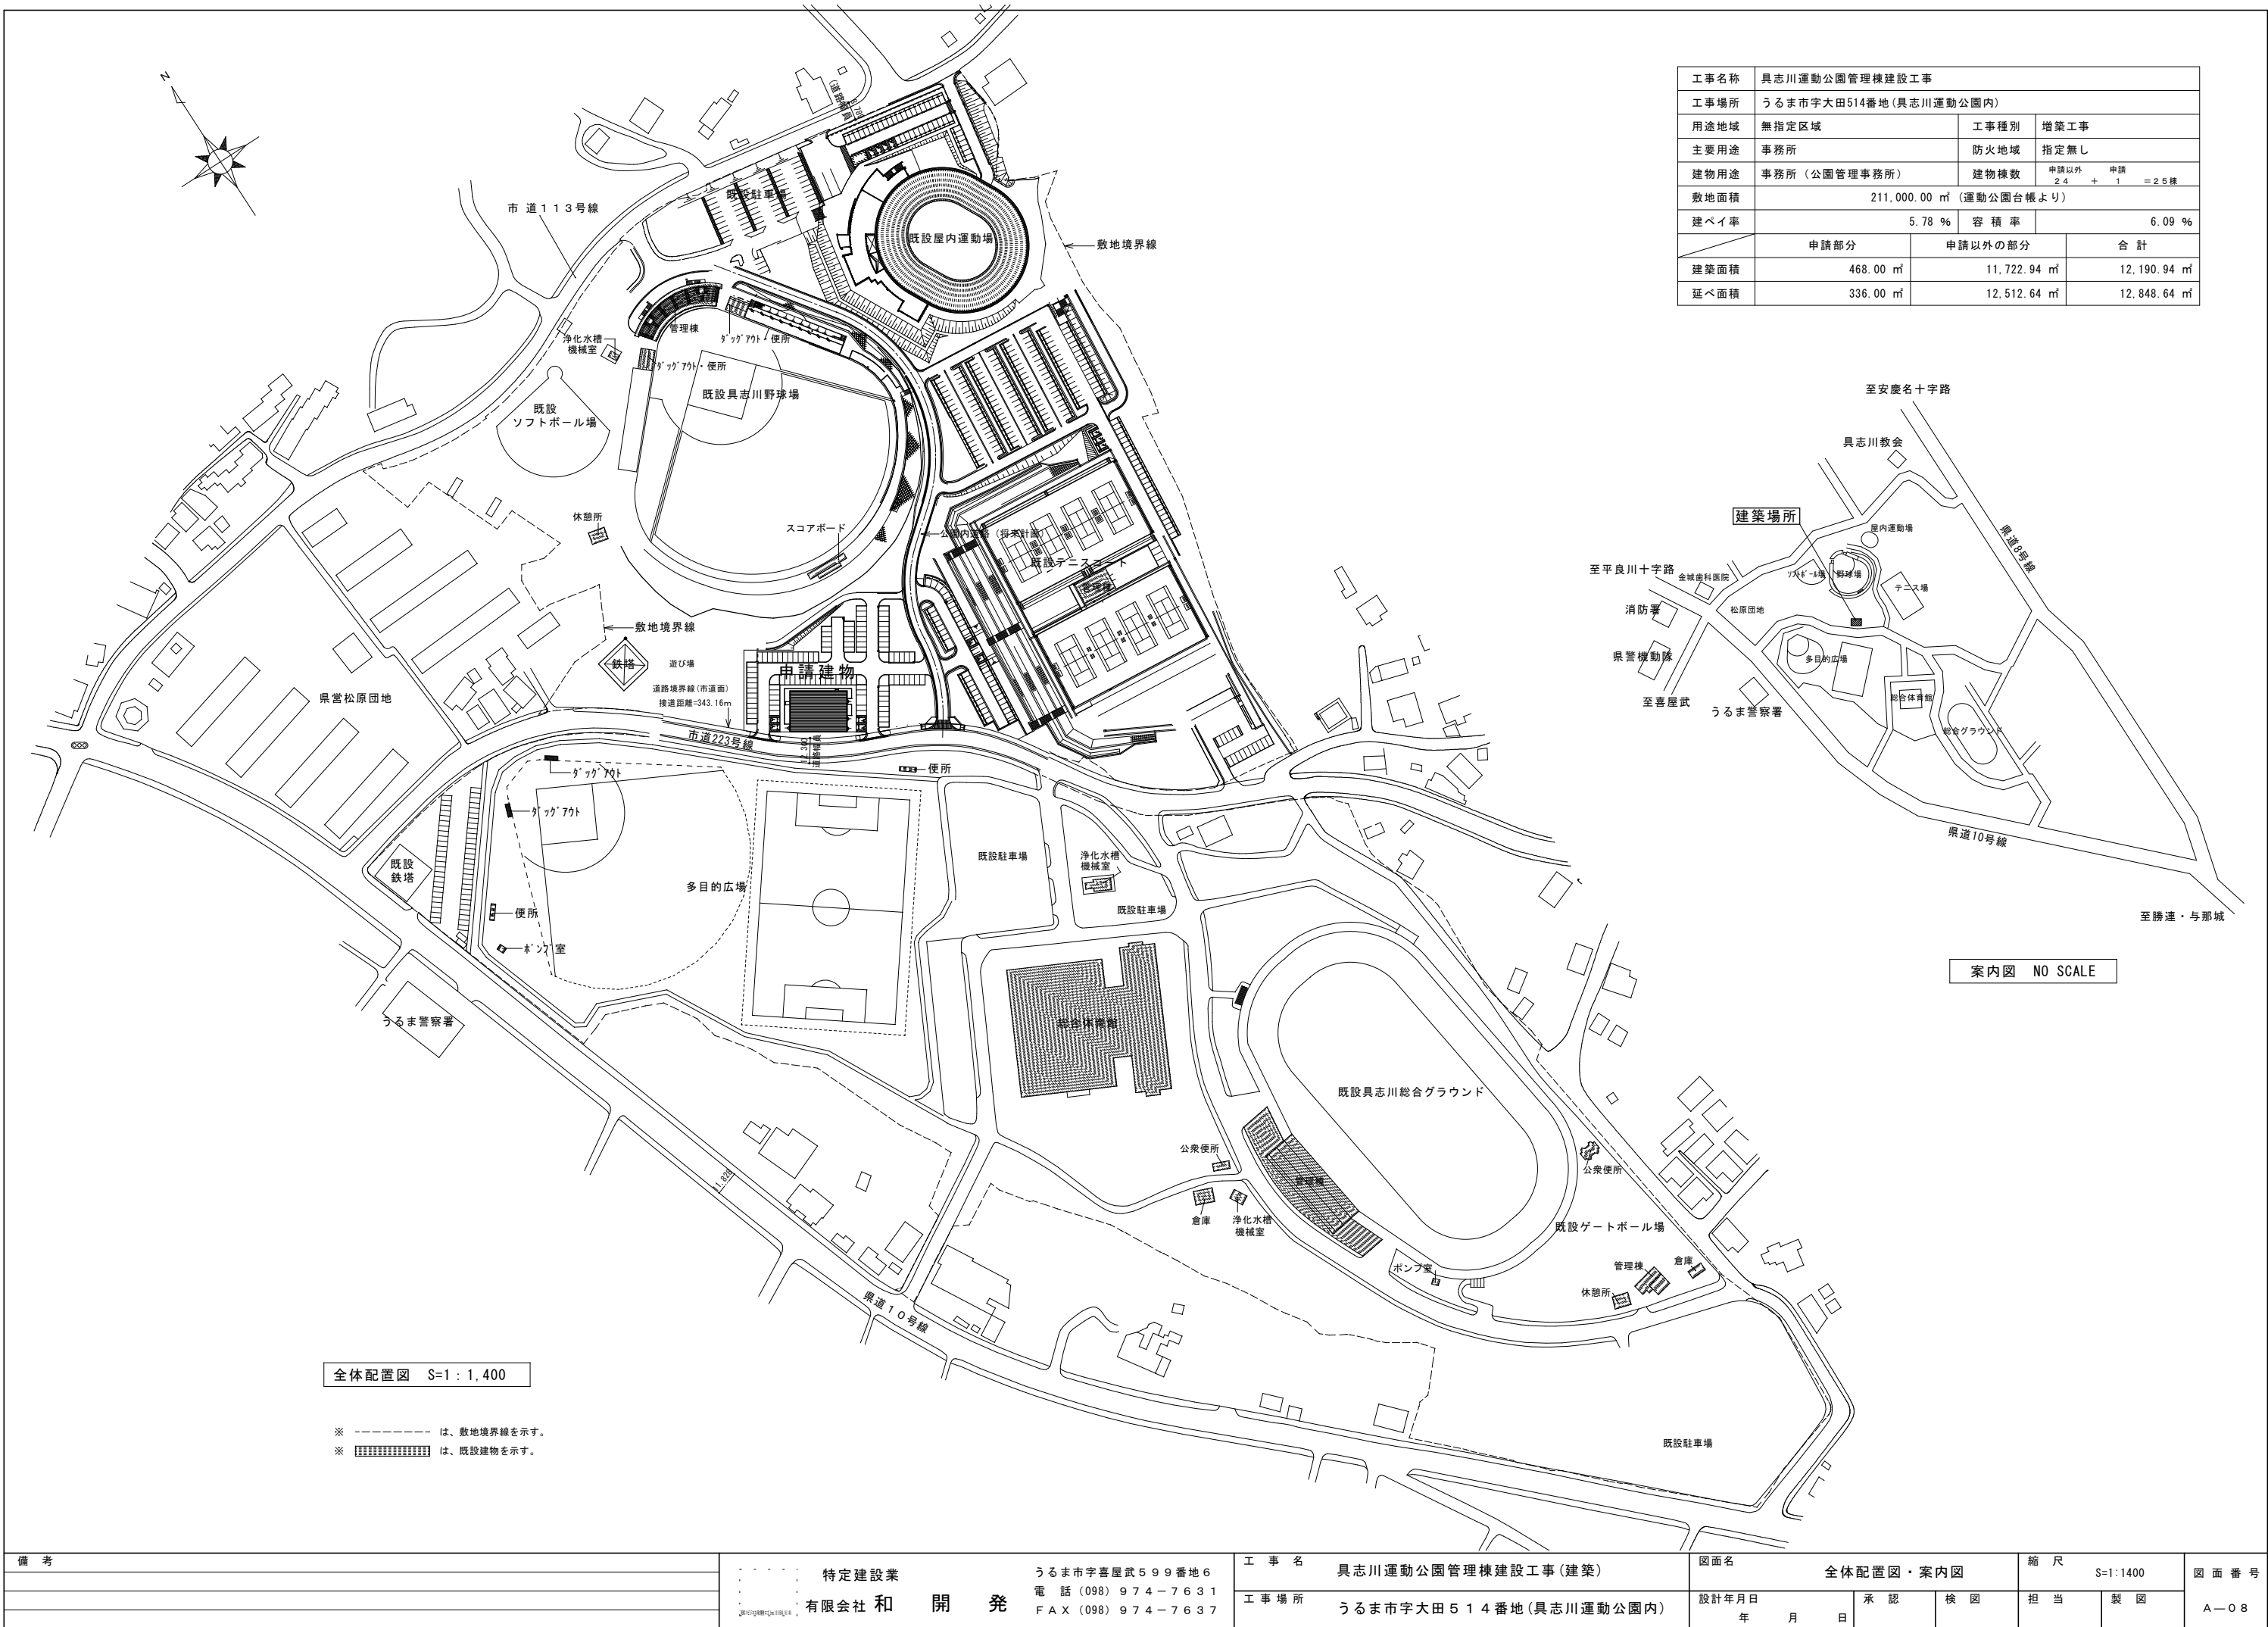 工事名称 具志川運動公園管理棟建設工事
工事場所 うるま市字大田514番地(具志川運動公園内)
用途地域 無指定区域 工事種別 増築工事
主要用途 事務所 防火地域 指定無し
建物用途 事務所(公園管理事務所) 建物棟数 申請以外 24 + 申請 1 =25棟
敷地面積 211,000.00 ㎡ (運動公園台帳より)
建ペイ率 5.78 % 容積率 6.09 %
申請部分 申請以外の部分 合計
建築面積 468.00 ㎡ 11,722.94 ㎡ 12,190.94 ㎡
延べ面積 336.00 ㎡ 12,512.64 ㎡ 12,848.64 ㎡
N
市道113号線
既設駐車場
既設屋内運動場
敷地境界線
管理棟
ダッグアウト・便所
浄化水槽
機械室
ダッグアウト・便所
既設具志川野球場
既設
ソフトボール場
休憩所
スコアボード
公園内道路(将来計画)
既設テニスコート
管理棟
敷地境界線
鉄塔
遊び場
申請建物
道路境界線(市道面)
接道距離=343.16m
県営松原団地
市道223号線
12.300
道路幅員
便所
ダッグアウト
ダッグアウト
既設
鉄塔
多目的広場
便所
ポンプ室
うるま警察署
既設駐車場
浄化水槽
機械室
既設駐車場
総合体育館
既設具志川総合グラウンド
公衆便所
倉庫
浄化水槽
機械室
管理棟
公衆便所
既設ゲートボール場
ポンプ室
管理棟
倉庫
休憩所
11.828
県道10号線
既設駐車場
至安慶名十字路
具志川教会
建築場所
屋内運動場
県道8号線
至平良川十字路
金城歯科医院
ソフトボール場
野球場
テニス場
消防署
松原団地
県警機動隊
多目的広場
至喜屋武
うるま警察署
総合体育館
総合グラウンド
県道10号線
至勝連・与那城
案内図 NO SCALE
全体配置図 S=1:1,400
※ は、敷地境界線を示す。
※ は、既設建物を示す。
備考
特定建設業
有限会社 和開発
うるま市字喜屋武599番地6
電話(098)974-7631
FAX(098)974-7637
工事名 具志川運動公園管理棟建設工事(建築)
工事場所 うるま市字大田514番地(具志川運動公園内)
図面名 全体配置図・案内図
縮尺 S=1:1400
図面番号
設計年月日 年 月 日
承認 検図 担当 製図
A-08